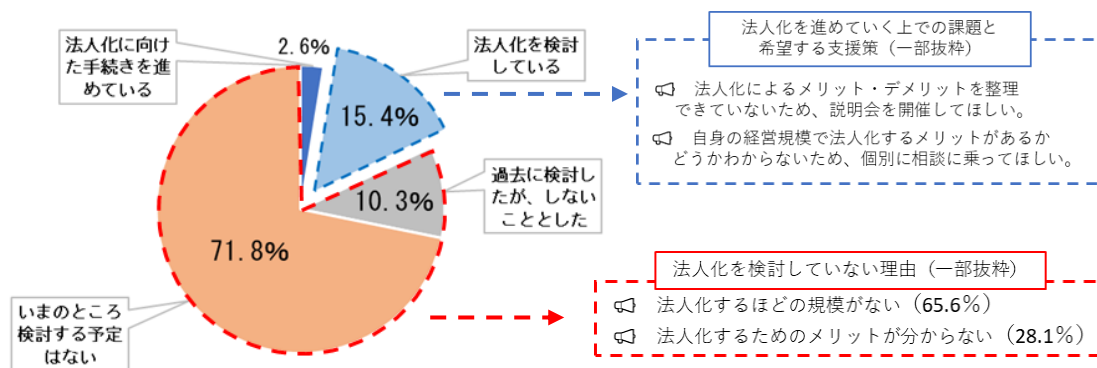 法人化に向け
た手続きを進
めている
2.6%
法人化を検討
している
15.4%
過去に検討し
たが、しない
こととした
10.3%
71.8%
いまのところ
検討する予定
はない
法人化を進めていく上での課題と
希望する支援策（一部抜粋）
法人化によるメリット・デメリットを整理
できていないため、説明会を開催してほしい。
自身の経営規模で法人化するメリットがあるか
どうかわからないため、個別に相談に乗ってほしい。
法人化を検討していない理由（一部抜粋）
法人化するほどの規模がない（65.6％）
法人化するためのメリットが分からない（28.1％）